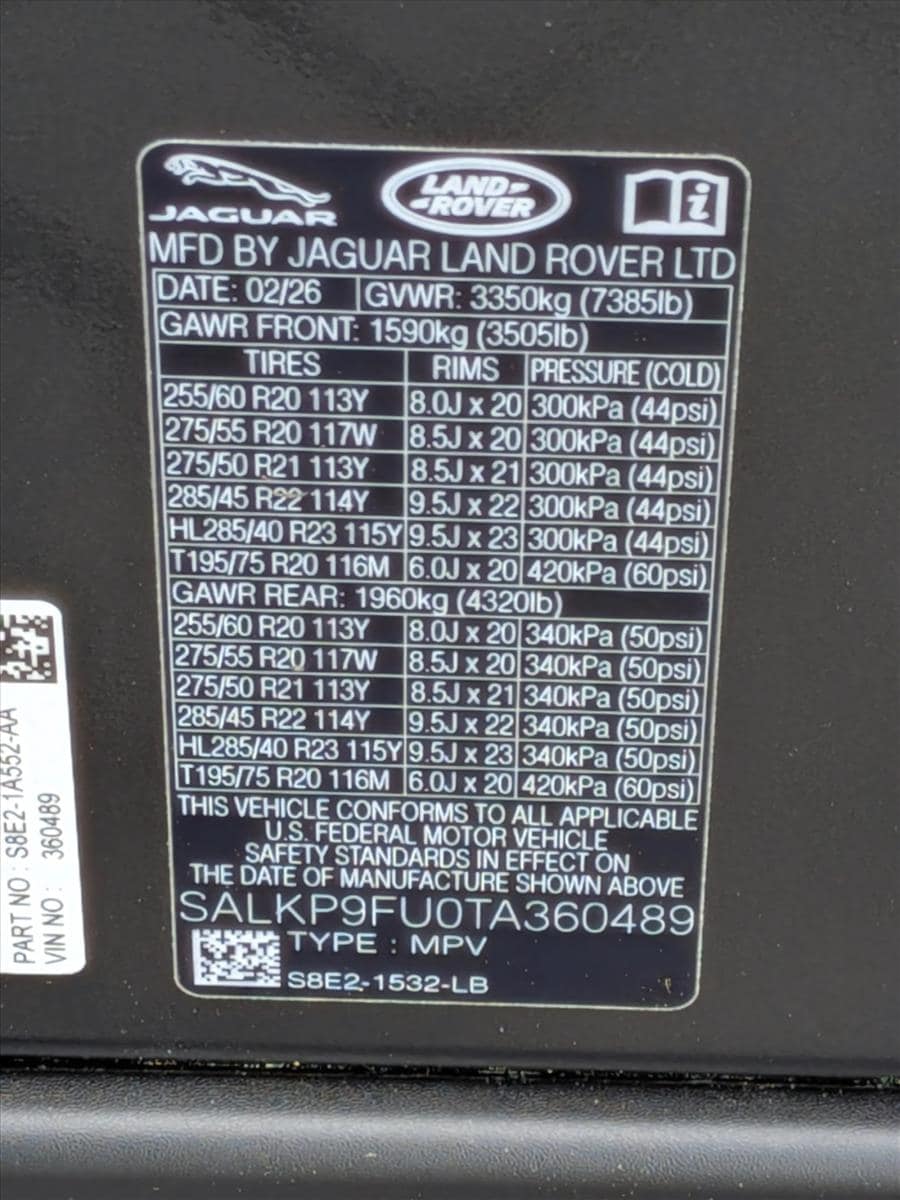 JAGUAR
LAND ROVER
i
MFD BY JAGUAR LAND ROVER LTD
DATE: 02/26 GVWR: 3350kg (7385lb)
GAWR FRONT: 1590kg (3505lb)
TIRES RIMS PRESSURE (COLD)
255/60 R20 113Y 8.0J x 20 300kPa (44psi)
275/55 R20 117W 8.5J x 20 300kPa (44psi)
275/50 R21 113Y 8.5J x 21 300kPa (44psi)
285/45 R22 114Y 9.5J x 22 300kPa (44psi)
HL285/40 R23 115Y 9.5J x 23 300kPa (44psi)
T195/75 R20 116M 6.0J x 20 420kPa (60psi)
GAWR REAR: 1960kg (4320lb)
255/60 R20 113Y 8.0J x 20 340kPa (50psi)
275/55 R20 117W 8.5J x 20 340kPa (50psi)
275/50 R21 113Y 8.5J x 21 340kPa (50psi)
285/45 R22 114Y 9.5J x 22 340kPa (50psi)
HL285/40 R23 115Y 9.5J x 23 340kPa (50psi)
T195/75 R20 116M 6.0J x 20 420kPa (60psi)
THIS VEHICLE CONFORMS TO ALL APPLICABLE
U.S. FEDERAL MOTOR VEHICLE
SAFETY STANDARDS IN EFFECT ON
THE DATE OF MANUFACTURE SHOWN ABOVE
SALKP9FU0TA360489
TYPE : MPV
S8E2-1532-LB
PART NO : S8E2-1A552-AA
VIN NO : 360489